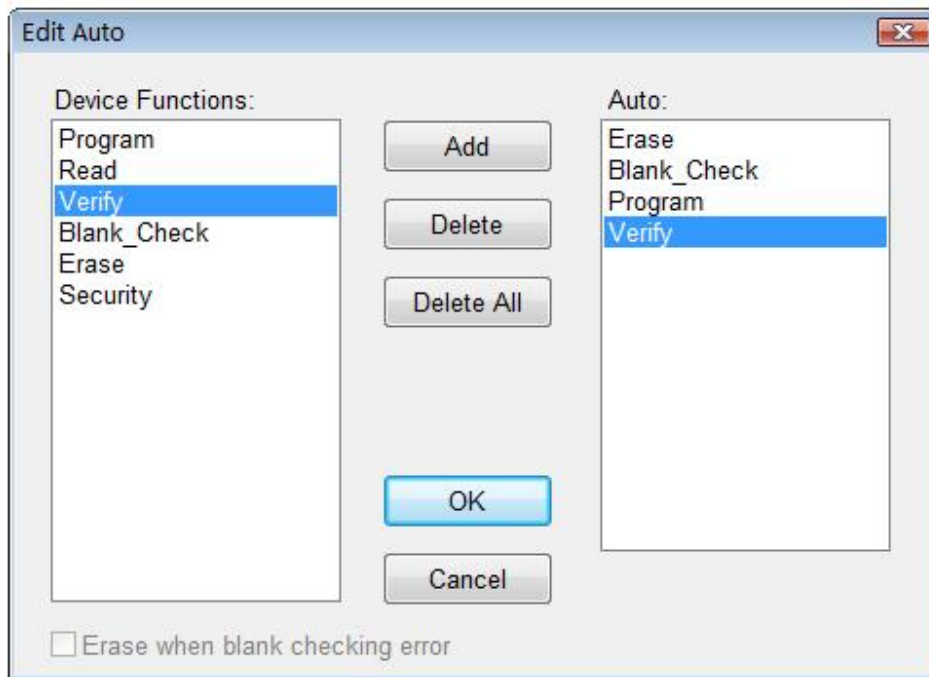 Edit Auto
Device Functions:
Program
Read
Verify
Blank_Check
Erase
Security
Add
Delete
Delete All
OK
Cancel
Auto:
Erase
Blank_Check
Program
Verify
Erase when blank checking error